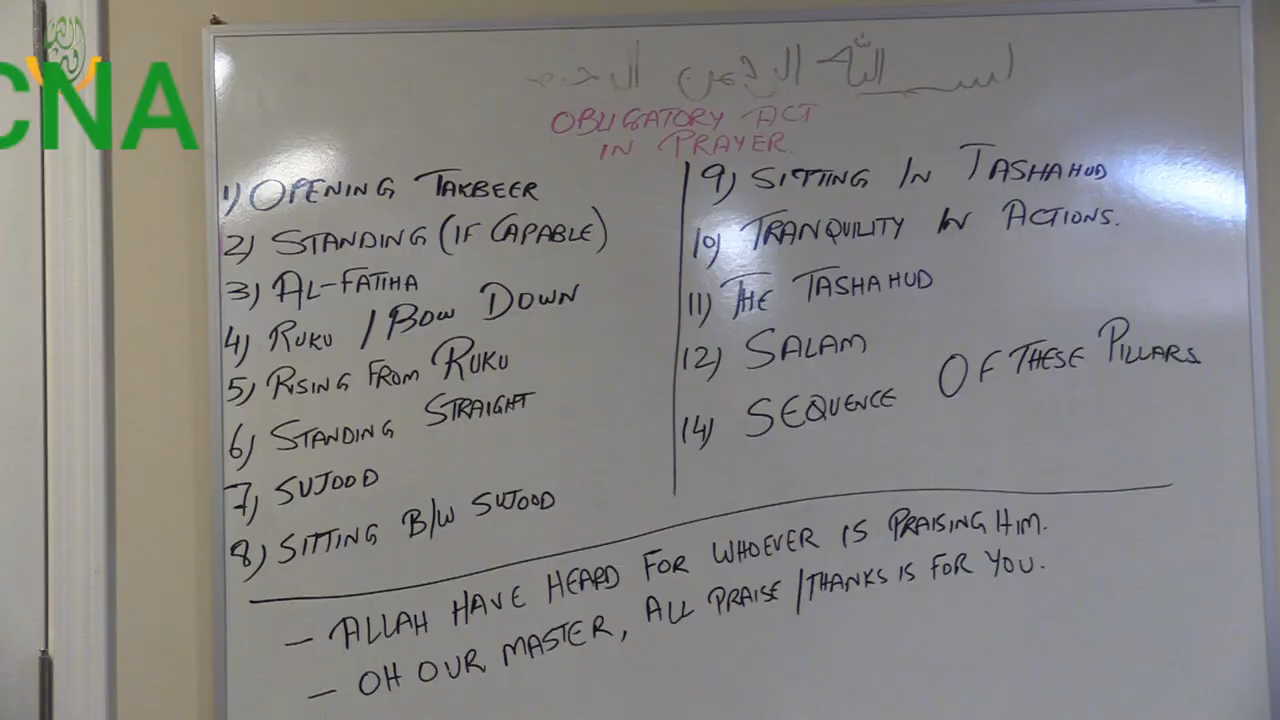 CNA
بسم الله الرحمن الرحيم
OBLIGATORY ACT
IN PRAYER
1) OPENING TAKBEER
2) STANDING (IF CAPABLE)
3) AL-FATIHA
4) RUKU / BOW DOWN
5) RISING FROM RUKU
6) STANDING STRAIGHT
7) SUJOOD
8) SITTING B/W SUJOOD
9) SITTING IN TASHAHUD
10) TRANQUILITY IN ACTIONS.
11) THE TASHAHUD
12) SALAM
14) SEQUENCE OF THESE PILLARS
- ALLAH HAVE HEARD FOR WHOEVER IS PRAISING HIM.
- OH OUR MASTER, ALL PRAISE/THANKS IS FOR YOU.